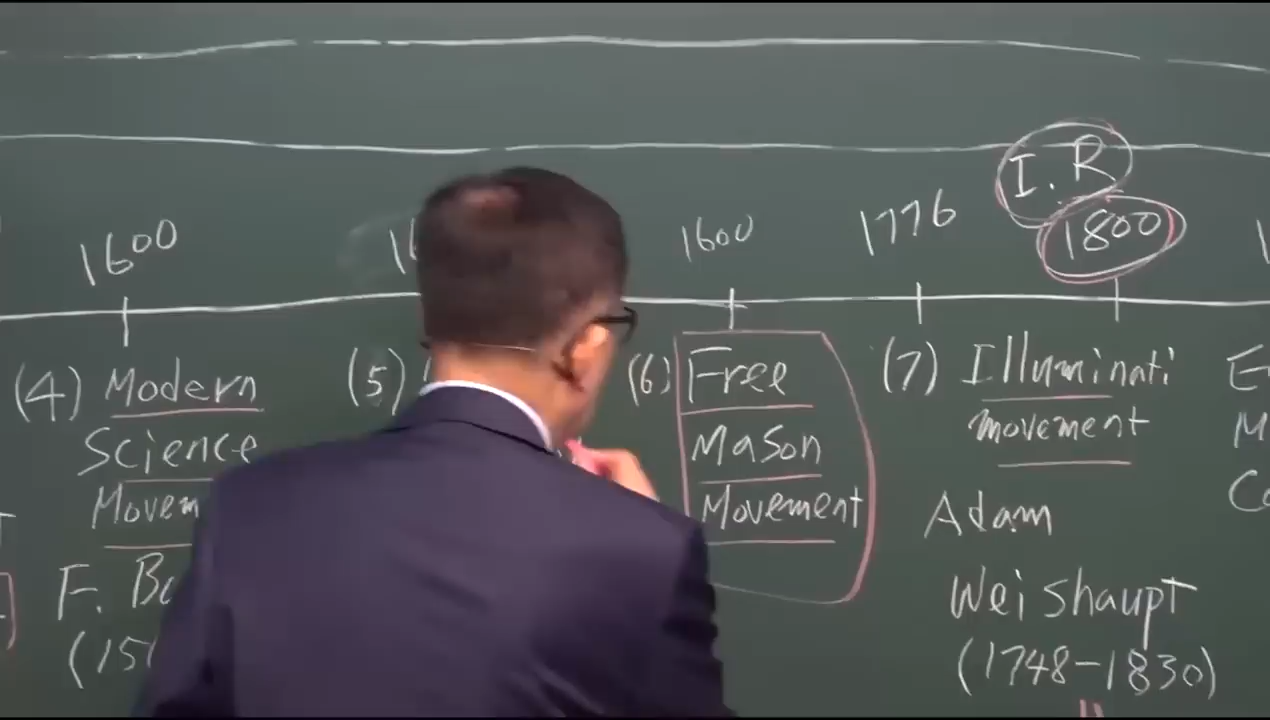 I.R
1600
1600
1776
1800
(4) Modern
Science
F.
(5)
(6) Free
Mason
Movement
(7) Illuminati
movement
Adam
Weishaupt
(1748-1830)